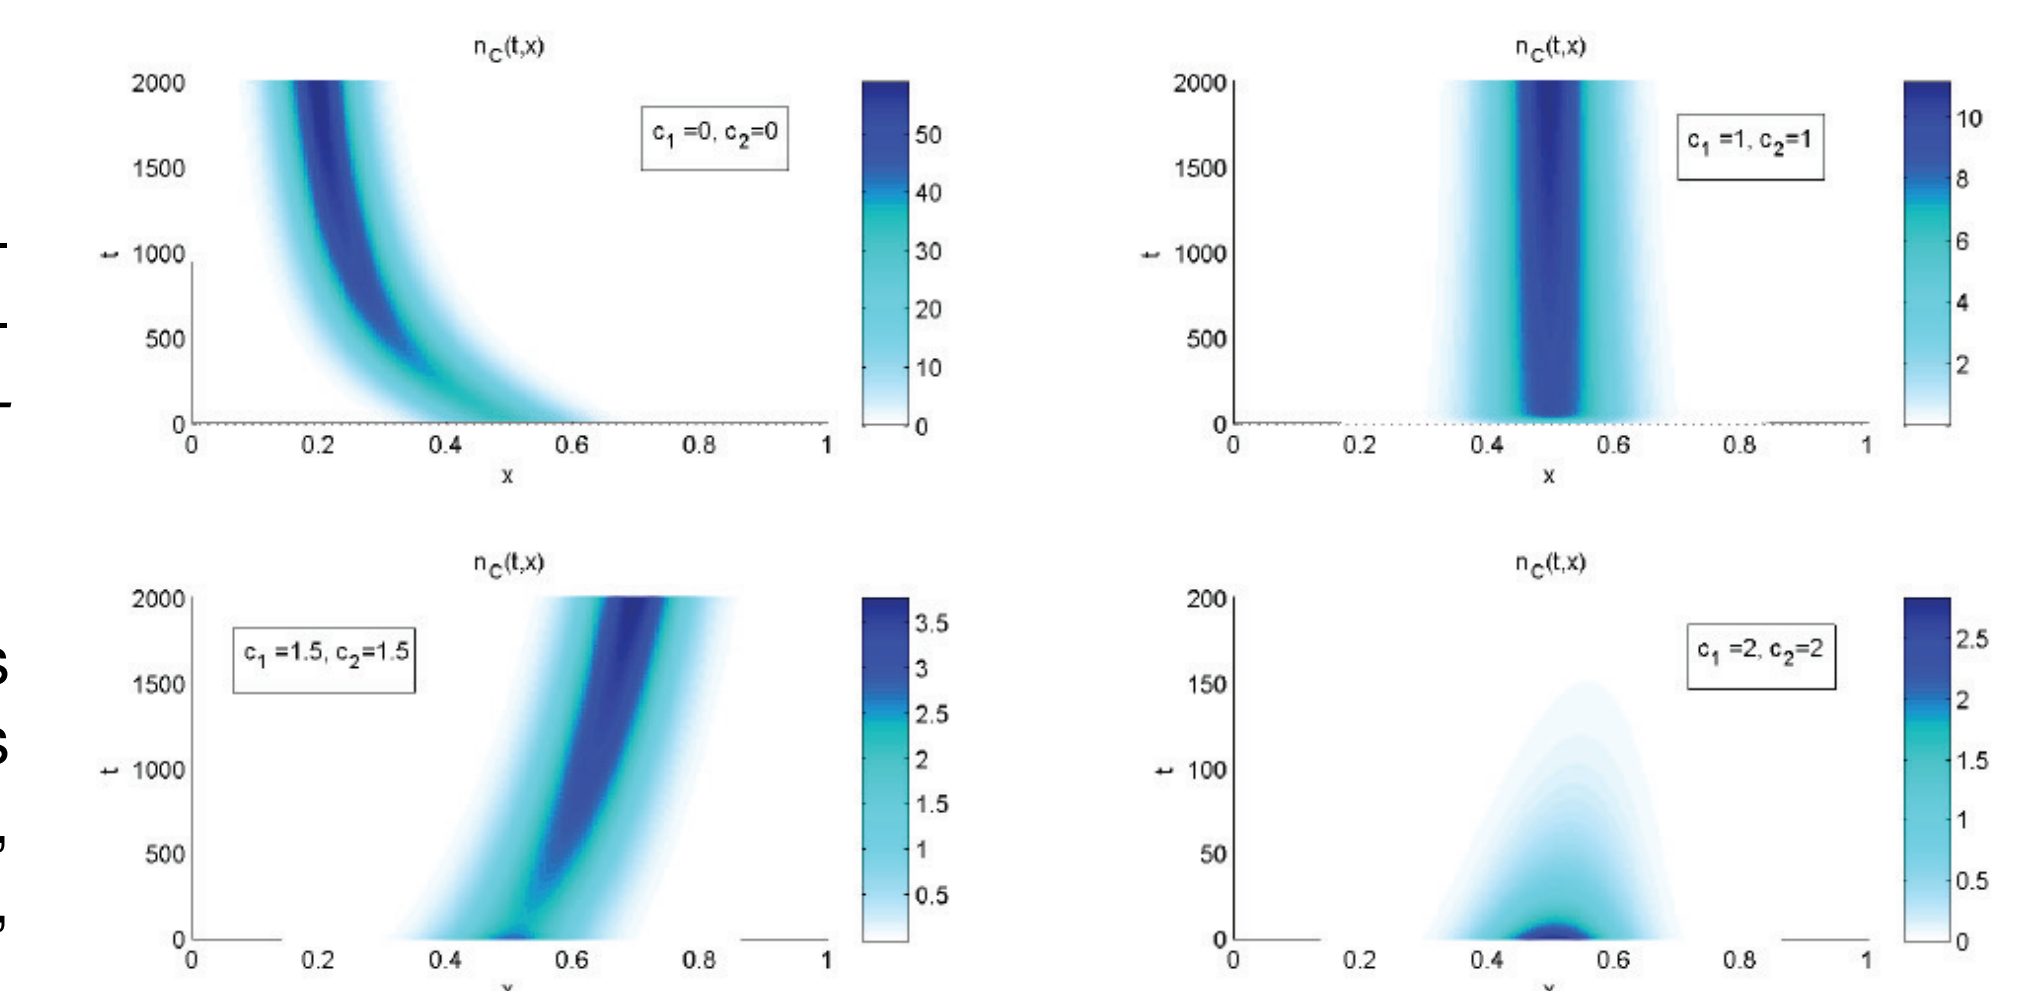 n_C(t,x)
c_1 =0, c_2=0
2000
1500
1000
500
0
t
0 0.2 0.4 0.6 0.8 1
x
50
40
30
20
10
0
n_C(t,x)
c_1 =1, c_2=1
2000
1500
1000
500
0
t
0 0.2 0.4 0.6 0.8 1
x
10
8
6
4
2
n_C(t,x)
c_1 =1.5, c_2=1.5
2000
1500
1000
500
0
t
0 0.2 0.4 0.6 0.8 1
x
3.5
3
2.5
2
1.5
1
0.5
n_C(t,x)
c_1 =2, c_2=2
200
150
100
50
0
t
0 0.2 0.4 0.6 0.8 1
x
2.5
2
1.5
1
0.5
0
s
s
,
,